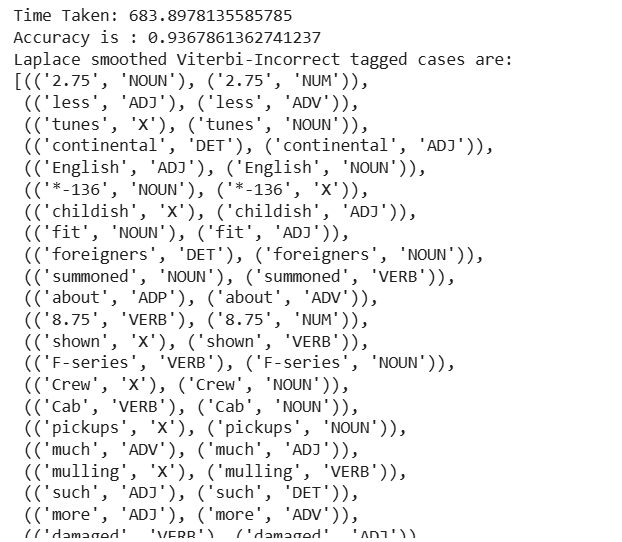 Time Taken: 683.8978135585785
Accuracy is : 0.9367861362741237
Laplace smoothed Viterbi-Incorrect tagged cases are:
[(('2.75', 'NOUN'), ('2.75', 'NUM')),
(('less', 'ADJ'), ('less', 'ADV')),
(('tunes', 'X'), ('tunes', 'NOUN')),
(('continental', 'DET'), ('continental', 'ADJ')),
(('English', 'ADJ'), ('English', 'NOUN')),
(('*-136', 'NOUN'), ('*-136', 'X')),
(('childish', 'X'), ('childish', 'ADJ')),
(('fit', 'NOUN'), ('fit', 'ADJ')),
(('foreigners', 'DET'), ('foreigners', 'NOUN')),
(('summoned', 'NOUN'), ('summoned', 'VERB')),
(('about', 'ADP'), ('about', 'ADV')),
(('8.75', 'VERB'), ('8.75', 'NUM')),
(('shown', 'X'), ('shown', 'VERB')),
(('F-series', 'VERB'), ('F-series', 'NOUN')),
(('Crew', 'X'), ('Crew', 'NOUN')),
(('Cab', 'VERB'), ('Cab', 'NOUN')),
(('pickups', 'X'), ('pickups', 'NOUN')),
(('much', 'ADV'), ('much', 'ADJ')),
(('mulling', 'X'), ('mulling', 'VERB')),
(('such', 'ADJ'), ('such', 'DET')),
(('more', 'ADJ'), ('more', 'ADV')),
(('damaged', 'VERB'), ('damaged', 'ADJ'))